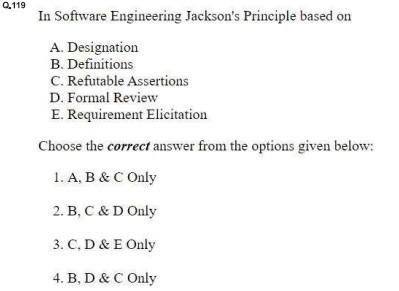 Q.119
In Software Engineering Jackson's Principle based on
A. Designation
B. Definitions
C. Refutable Assertions
D. Formal Review
E. Requirement Elicitation
Choose the correct answer from the options given below:
1. A, B & C Only
2. B, C & D Only
3. C, D & E Only
4. B, D & C Only